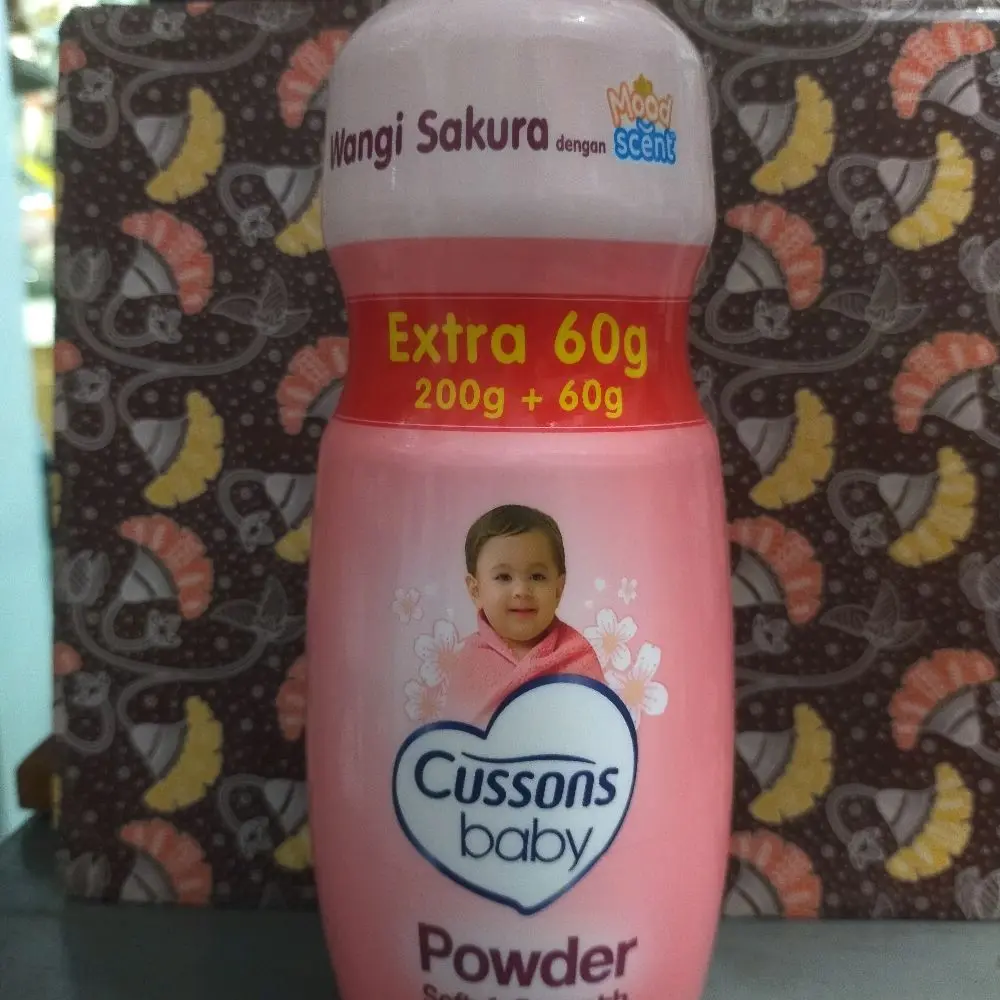 Wangi Sakura dengan Mood scent
Extra 60g
200g + 60g
Cussons
baby
Powder